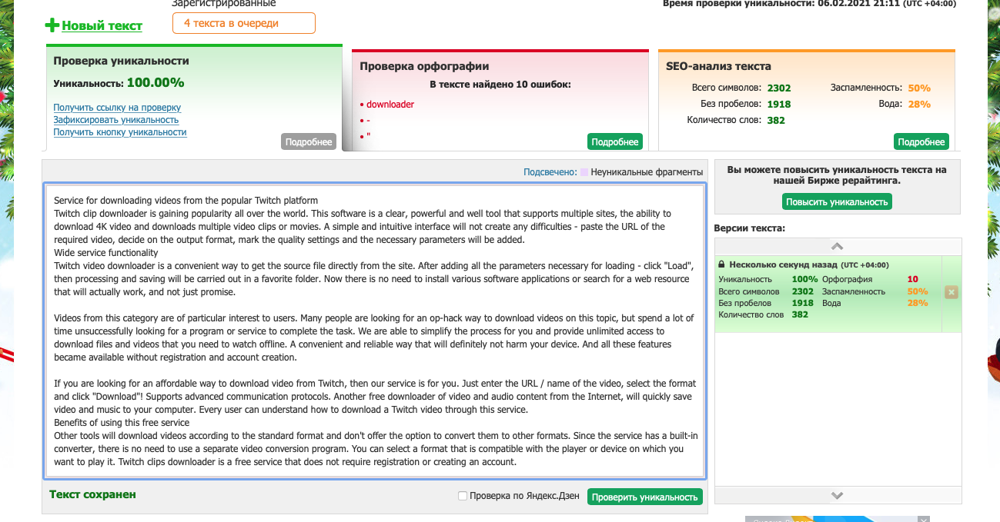 Зарегистрированные
Время проверки уникальности: 06.02.2021 21:11 (UTC +04:00)
Новый текст
4 текста в очереди
Проверка уникальности
Уникальность: 100.00%
Получить ссылку на проверку
Зафиксировать уникальность
Получить кнопку уникальности
Подробнее
Проверка орфографии
В тексте найдено 10 ошибок:
• downloader
• -
• "
Подробнее
SEO-анализ текста
Всего символов: 2302
Заспамленность: 50%
Без пробелов: 1918
Вода: 28%
Количество слов: 382
Подробнее
Подсвечено: Неуникальные фрагменты
Service for downloading videos from the popular Twitch platform
Twitch clip downloader is gaining popularity all over the world. This software is a clear, powerful and well tool that supports multiple sites, the ability to
download 4K video and downloads multiple video clips or movies. A simple and intuitive interface will not create any difficulties - paste the URL of the
required video, decide on the output format, mark the quality settings and the necessary parameters will be added.
Wide service functionality
Twitch video downloader is a convenient way to get the source file directly from the site. After adding all the parameters necessary for loading - click "Load",
then processing and saving will be carried out in a favorite folder. Now there is no need to install various software applications or search for a web resource
that will actually work, and not just promise.
Videos from this category are of particular interest to users. Many people are looking for an op-hack way to download videos on this topic, but spend a lot of
time unsuccessfully looking for a program or service to complete the task. We are able to simplify the process for you and provide unlimited access to
download files and videos that you need to watch offline. A convenient and reliable way that will definitely not harm your device. And all these features
became available without registration and account creation.
If you are looking for an affordable way to download video from Twitch, then our service is for you. Just enter the URL / name of the video, select the format
and click "Download"! Supports advanced communication protocols. Another free downloader of video and audio content from the Internet, will quickly save
video and music to your computer. Every user can understand how to download a Twitch video through this service.
Benefits of using this free service
Other tools will download videos according to the standard format and don't offer the option to convert them to other formats. Since the service has a built-in
converter, there is no need to use a separate video conversion program. You can select a format that is compatible with the player or device on which you
want to play it. Twitch clips downloader is a free service that does not require registration or creating an account.
Текст сохранен
Проверка по Яндекс.Дзен
Проверить уникальность
Вы можете повысить уникальность текста на
нашей Бирже рерайтинга.
Повысить уникальность
Версии текста:
Несколько секунд назад (UTC +04:00)
Уникальность 100% Орфография 10
Всего символов 2302 Заспамленность 50%
Без пробелов 1918 Вода 28%
Количество слов 382